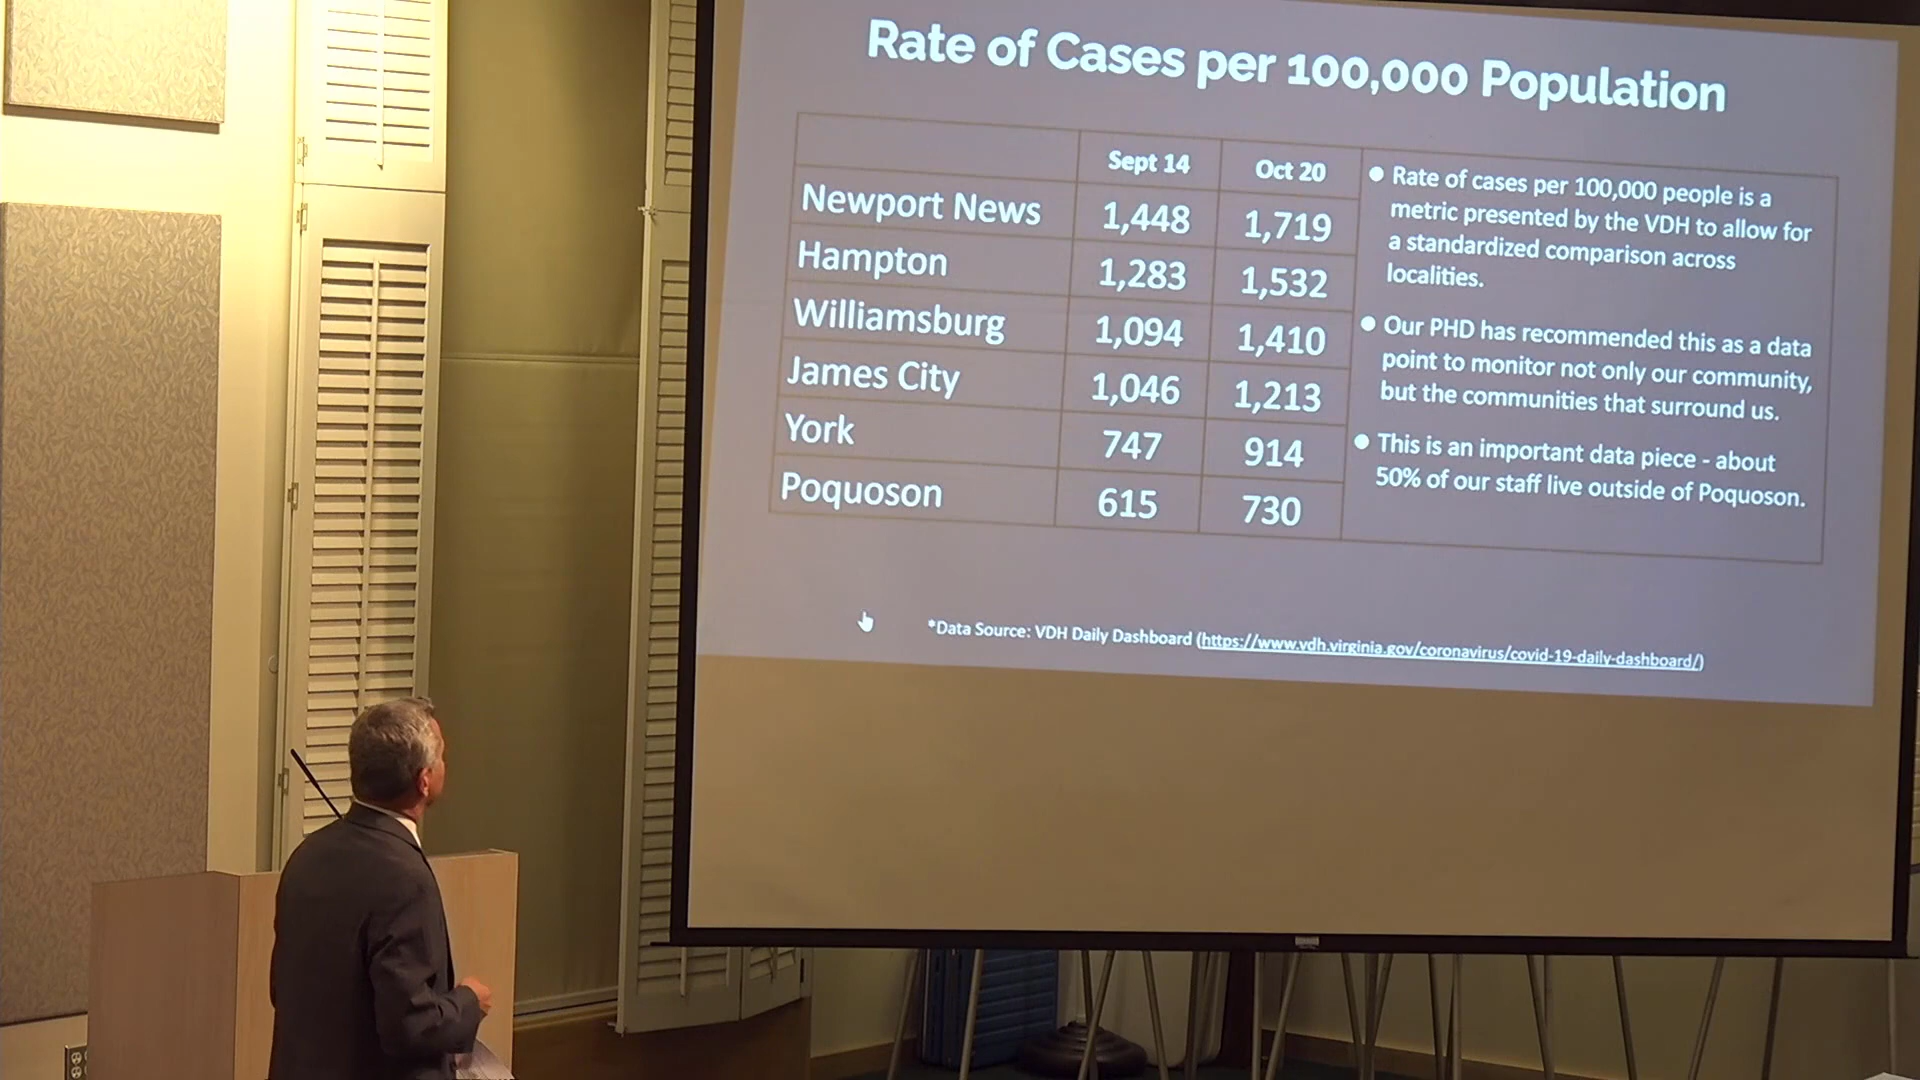 Rate of Cases per 100,000 Population
Sept 14 Oct 20
Newport News 1,448 1,719
Hampton 1,283 1,532
Williamsburg 1,094 1,410
James City 1,046 1,213
York 747 914
Poquoson 615 730
● Rate of cases per 100,000 people is a
metric presented by the VDH to allow for
a standardized comparison across
localities.
● Our PHD has recommended this as a data
point to monitor not only our community,
but the communities that surround us.
● This is an important data piece - about
50% of our staff live outside of Poquoson.
*Data Source: VDH Daily Dashboard (https://www.vdh.virginia.gov/coronavirus/covid-19-daily-dashboard/)